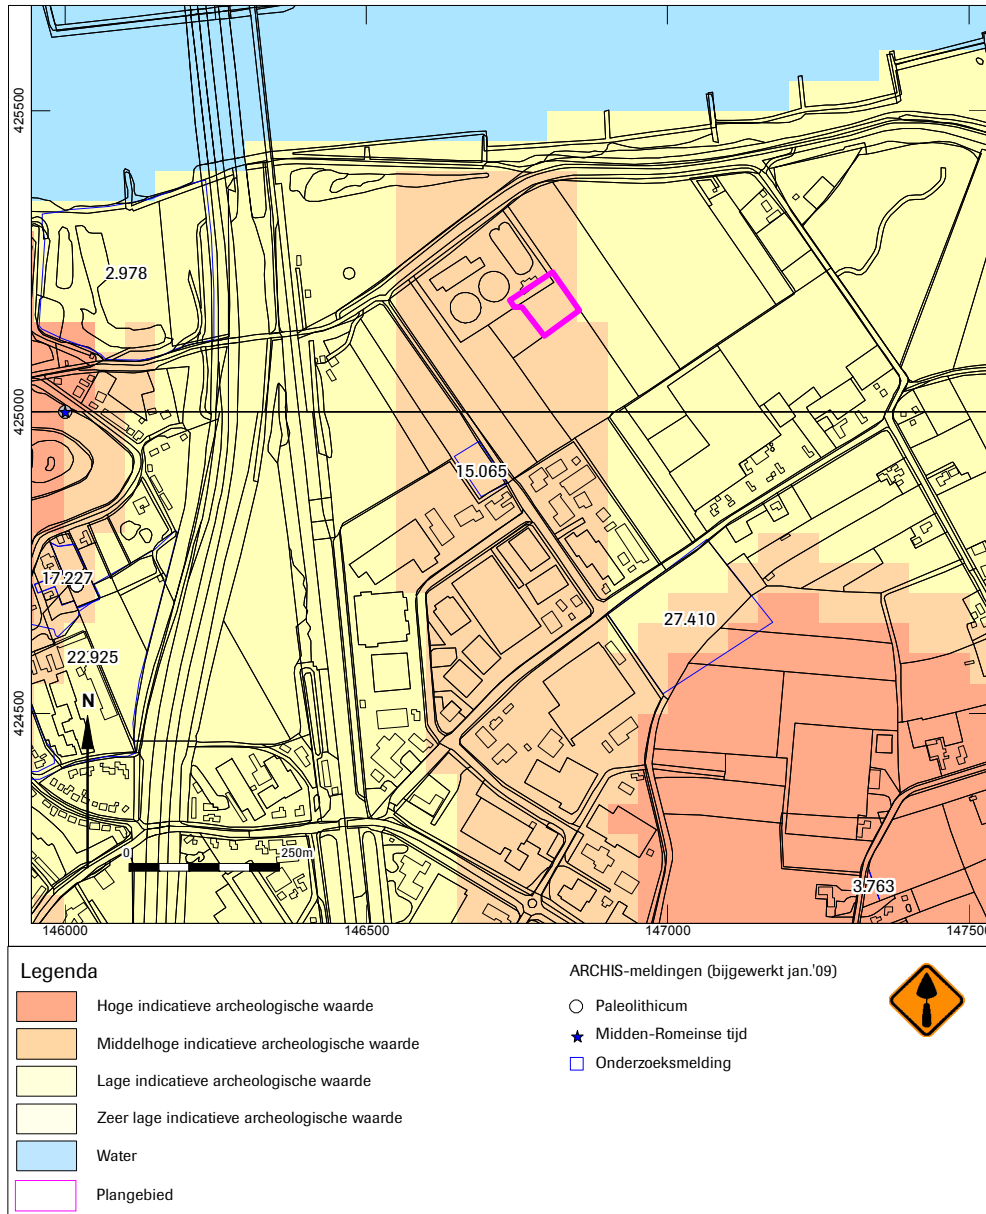 425500
2.978
425000
15.065
17.227
27.410
22.925
N
424500
0
250m
3.763
146000
146500
147000
14750
Legenda
Hoge indicatieve archeologische waarde
Middelhoge indicatieve archeologische waarde
Lage indicatieve archeologische waarde
Zeer lage indicatieve archeologische waarde
Water
Plangebied
ARCHIS-meldingen (bijgewerkt jan.'09)
Paleolithicum
Midden-Romeinse tijd
Onderzoeksmelding